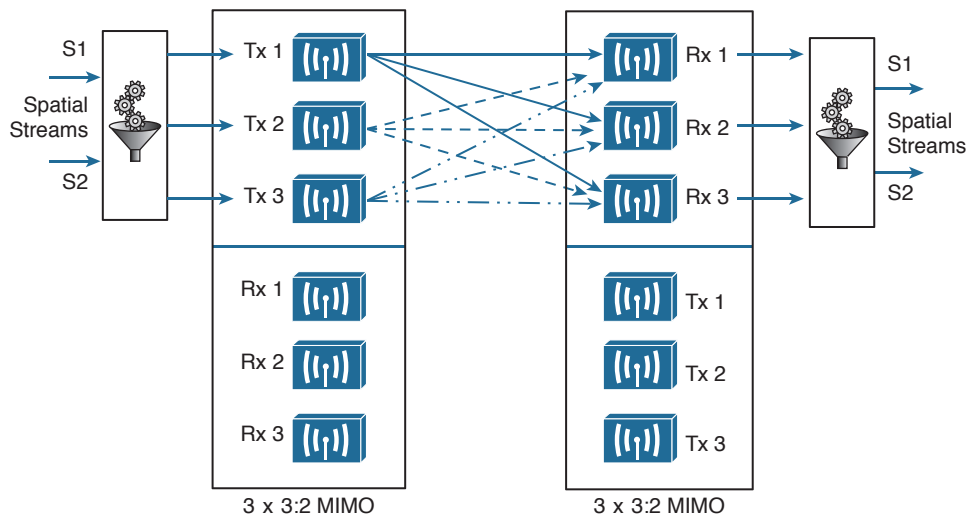 S1
Spatial
Streams
S2
Tx 1
Tx 2
Tx 3
Rx 1
Rx 2
Rx 3
3 x 3:2 MIMO
Rx 1
Rx 2
Rx 3
Tx 1
Tx 2
Tx 3
3 x 3:2 MIMO
S1
Spatial
Streams
S2